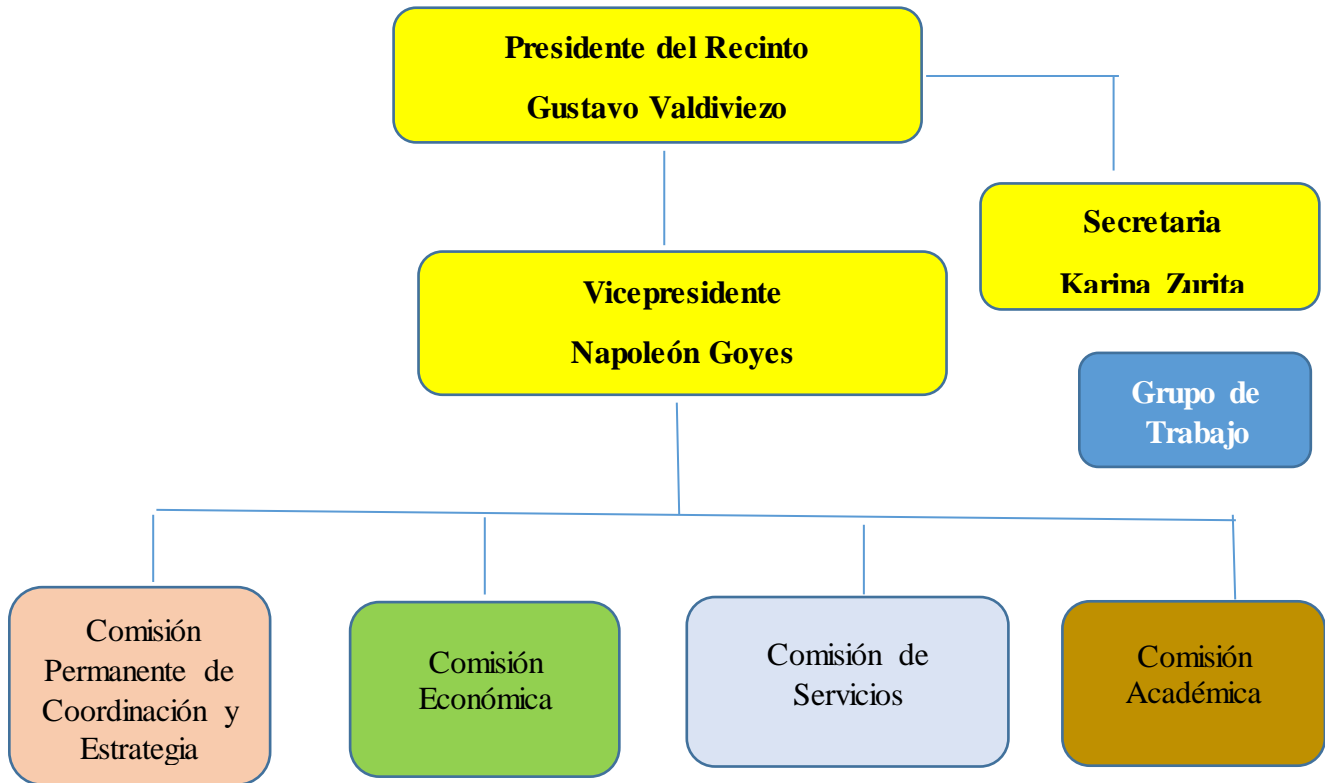 Presidente del Recinto
Gustavo Valdiviezo
Secretaria
Karina Zurita
Vicepresidente
Napoleón Goyes
Grupo de
Trabajo
Comisión
Permanente de
Coordinación y
Estrategia
Comisión
Económica
Comisión de
Servicios
Comisión
Académica